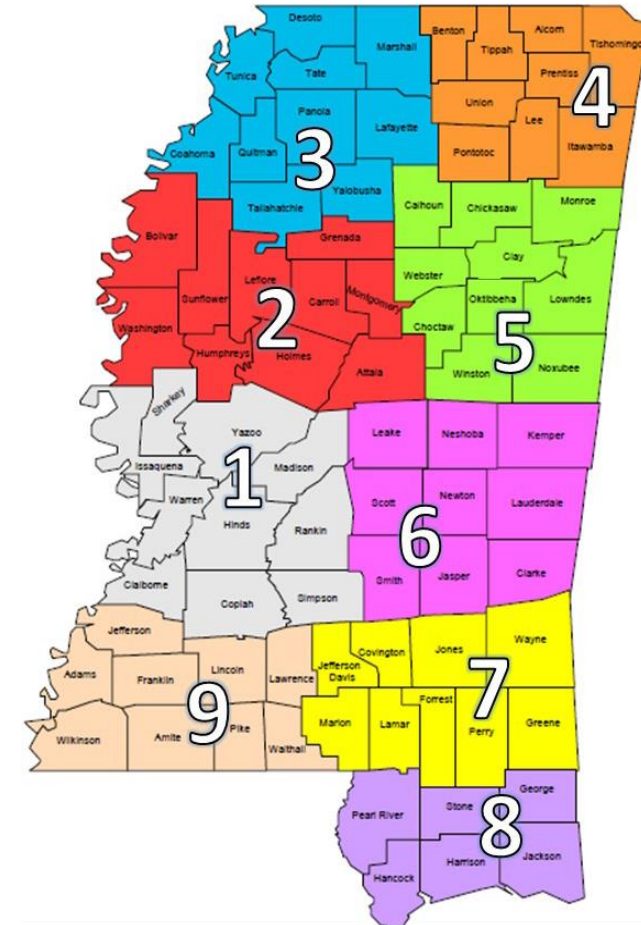 Desoto
Marshall
Benton
Tippah
Alcorn
Tishomingo
Tunica
Tate
Prentiss
4
Panola
Union
Lafayette
Lee
Coahoma
Quitman
3
Pontotoc
Itawamba
Tallahatchie
Yalobusha
Calhoun
Chickasaw
Monroe
Bolivar
Grenada
Clay
Webster
Leflore
Sunflower
2
Carroll
Montgomery
Oktibbeha
Lowndes
Washington
Choctaw
5
Humphreys
Holmes
Attala
Winston
Noxubee
Sharkey
Yazoo
Leake
Neshoba
Kemper
Issaquena
1
Madison
Warren
Hinds
Rankin
Scott
Newton
Lauderdale
6
Claiborne
Copiah
Simpson
Smith
Jasper
Clarke
Jefferson
Adams
Franklin
Lincoln
Lawrence
Jefferson
Davis
Covington
Jones
Wayne
7
9
Wilkinson
Amite
Pike
Walthall
Marion
Lamar
Forrest
Perry
Greene
Pearl River
Stone
George
8
Hancock
Harrison
Jackson